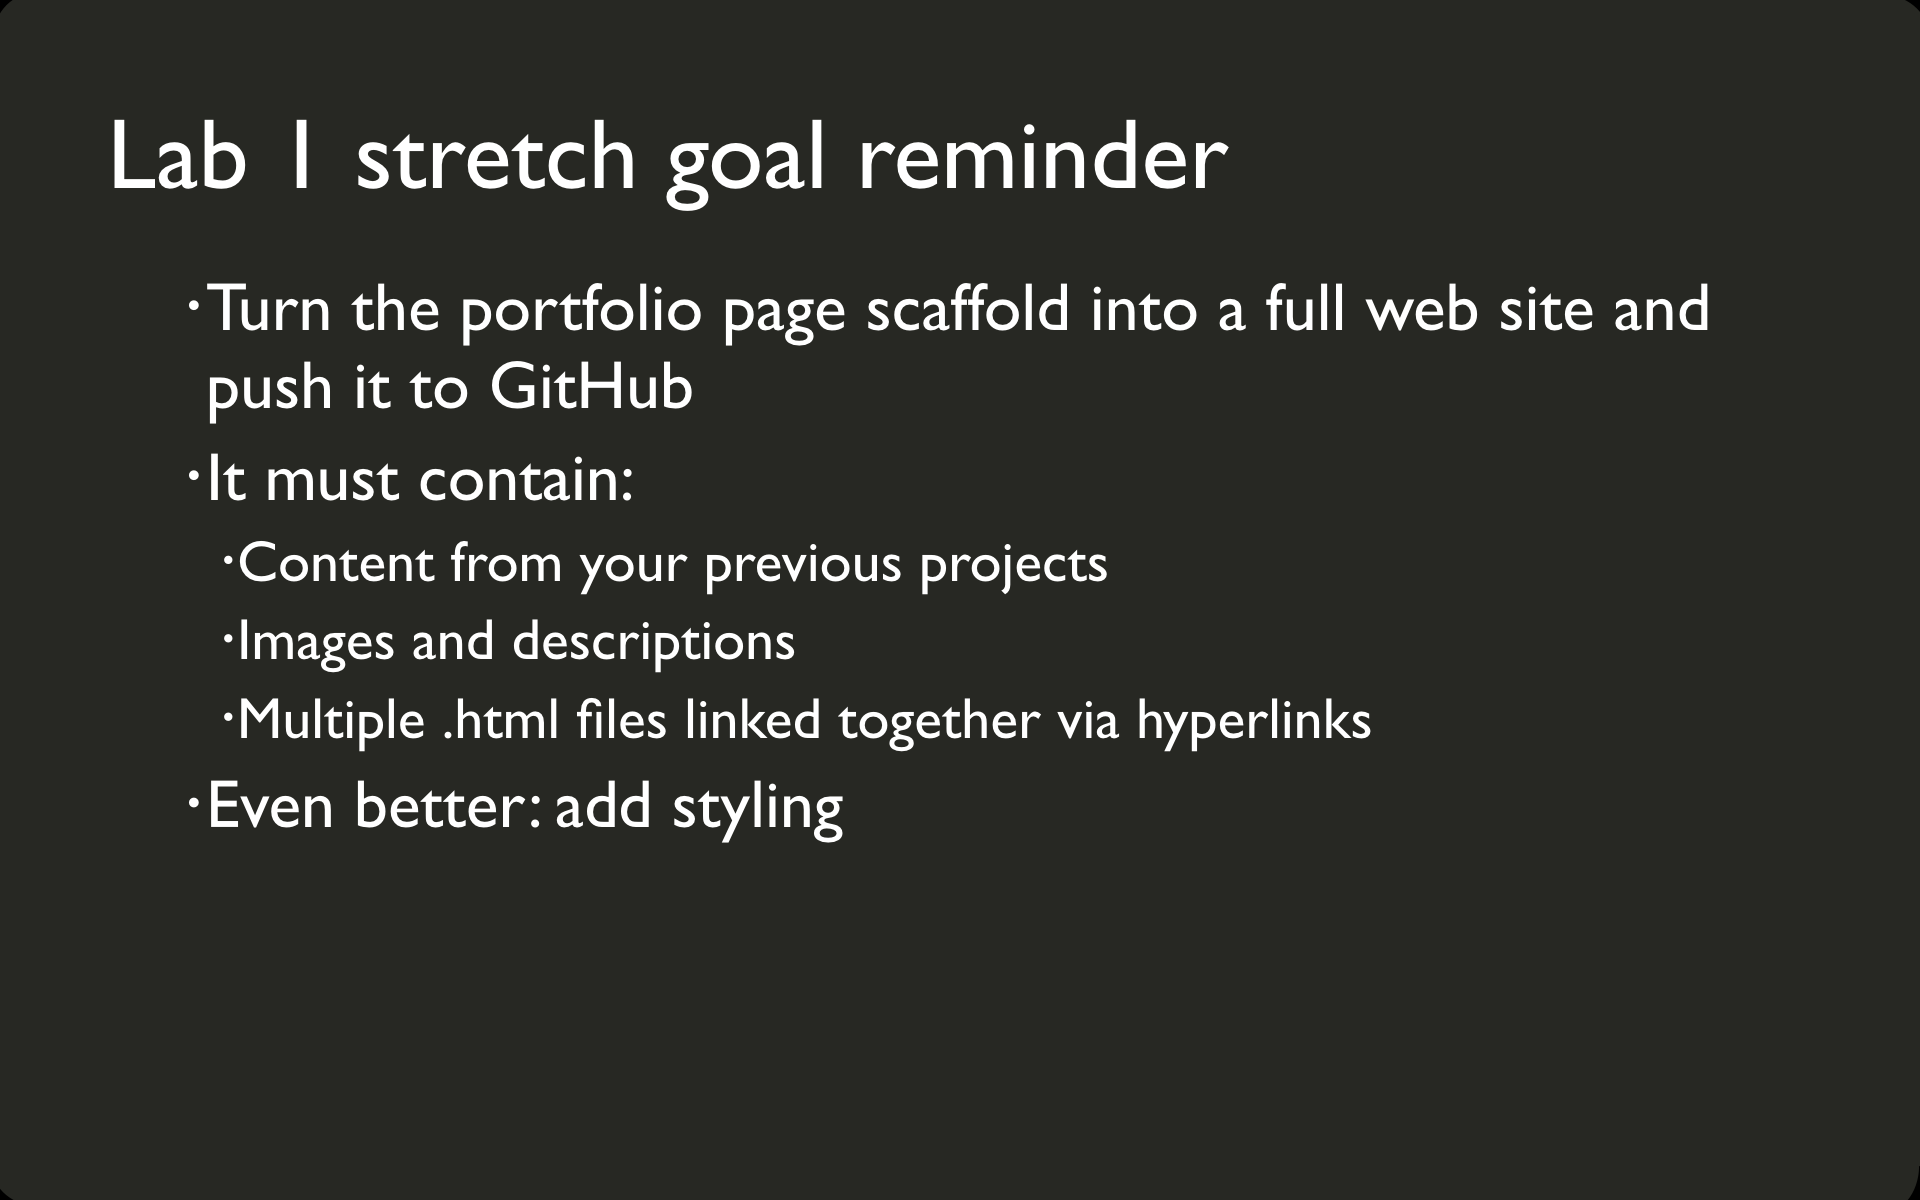 Lab 1 stretch goal reminder
•Turn the portfolio page scaffold into a full web site and
push it to GitHub
•It must contain:
•Content from your previous projects
•Images and descriptions
•Multiple .html files linked together via hyperlinks
•Even better: add styling